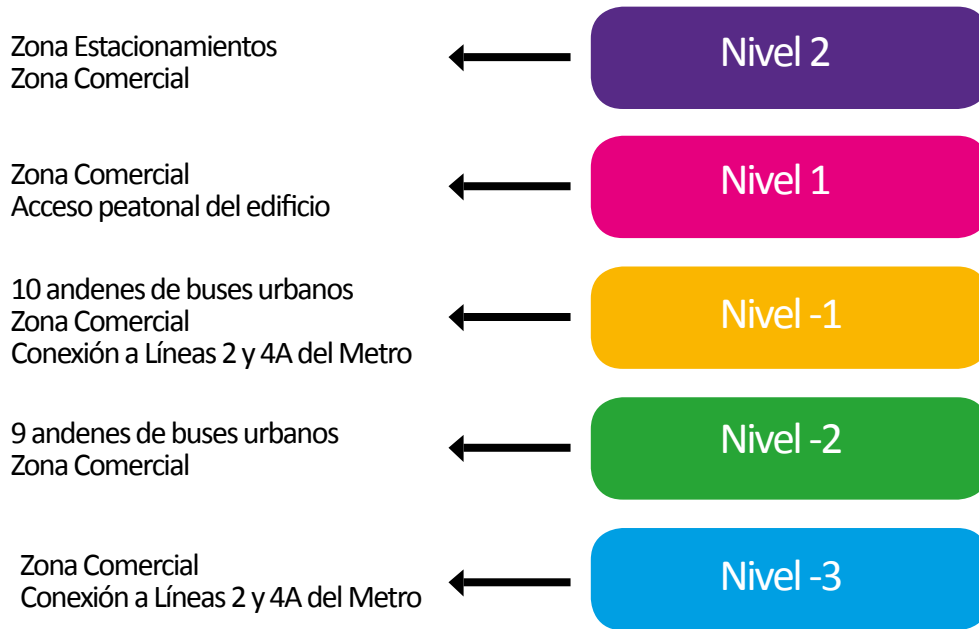 Zona Estacionamientos
Zona Comercial
Nivel 2
Zona Comercial
Acceso peatonal del edificio
Nivel 1
10 andenes de buses urbanos
Zona Comercial
Conexión a Líneas 2 y 4A del Metro
Nivel -1
9 andenes de buses urbanos
Zona Comercial
Nivel -2
Zona Comercial
Conexión a Líneas 2 y 4A del Metro
Nivel -3